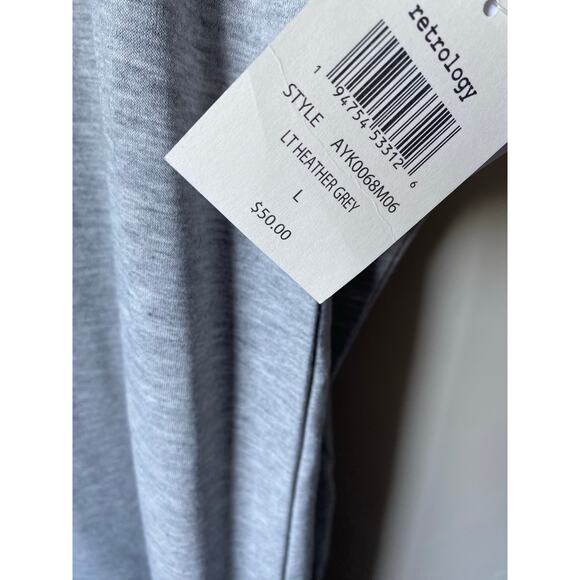 retrology
1 94754 53312 6
STYLE AYK0068M06
LT HEATHER GREY
L
$50.00